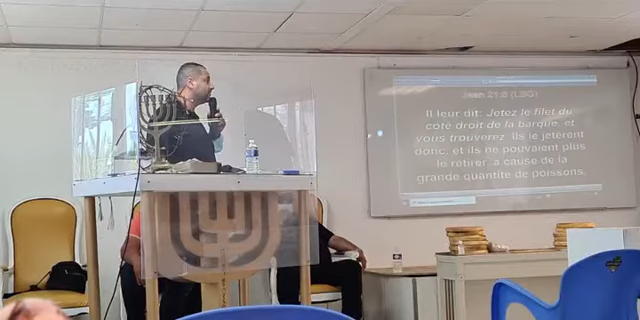 Jean 21:6 (LSG)
Il leur dit: Jetez le filet du
côté droit de la barque, et
vous trouverez. Ils le jetèrent
donc, et ils ne pouvaient plus
le retirer, à cause de la
grande quantité de poissons.